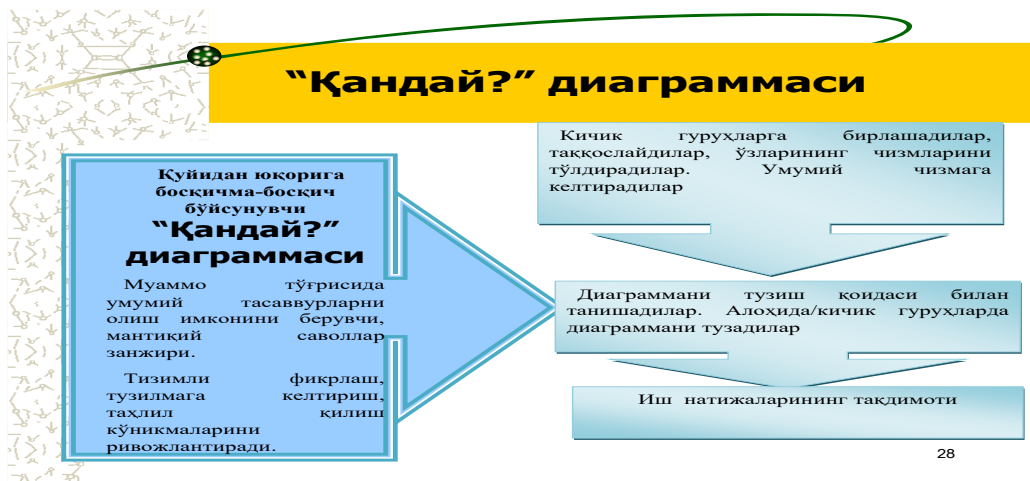 “Қандай?” диаграммаси
Қуйидан юқорига
босқичма-босқич
бўйсунувчи
“Қандай?”
диаграммаси
Муаммо тўғрисида
умумий тасаввурларни
олиш имконини берувчи,
мантиқий саволлар
занжири.
Тизимли фикрлаш,
тузилмага келтириш,
таҳлил қилиш
кўникмаларини
ривожлантиради.
Кичик гуруҳларга бирлашадилар,
таққослайдилар, ўзларининг чизмларини
тўлдирадилар. Умумий чизмага
келтирадилар
Диаграммани тузиш қоидаси билан
танишадилар. Алоҳида/кичик гуруҳларда
диаграммани тузадилар
Иш натижаларининг тақдимоти
28